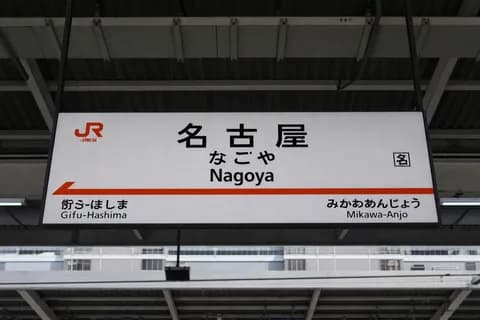 JR
名古屋
なごや
Nagoya
名
ぎふはしま
Gifu-Hashima
みかわあんじょう
Mikawa-Anjo